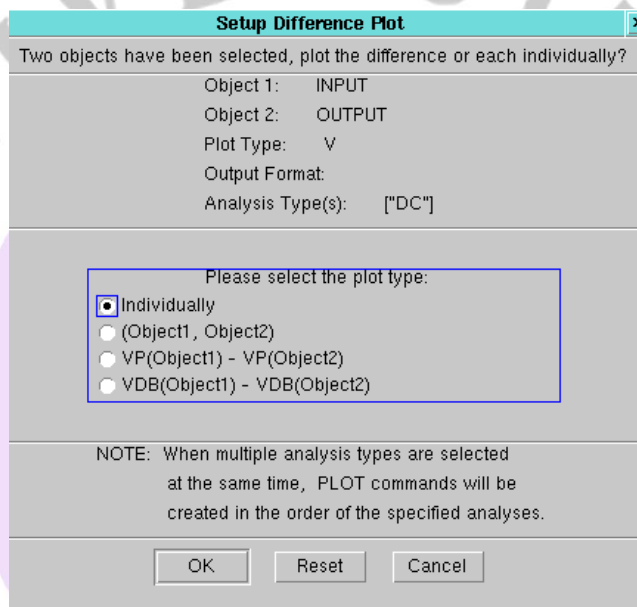 Setup Difference Plot
Two objects have been selected, plot the difference or each individually?
Object 1: INPUT
Object 2: OUTPUT
Plot Type: V
Output Format:
Analysis Type(s): ["DC"]
Please select the plot type:
Individually
(Object1, Object2)
VP(Object1) - VP(Object2)
VDB(Object1) - VDB(Object2)
NOTE: When multiple analysis types are selected
at the same time, PLOT commands will be
created in the order of the specified analyses.
OK Reset Cancel